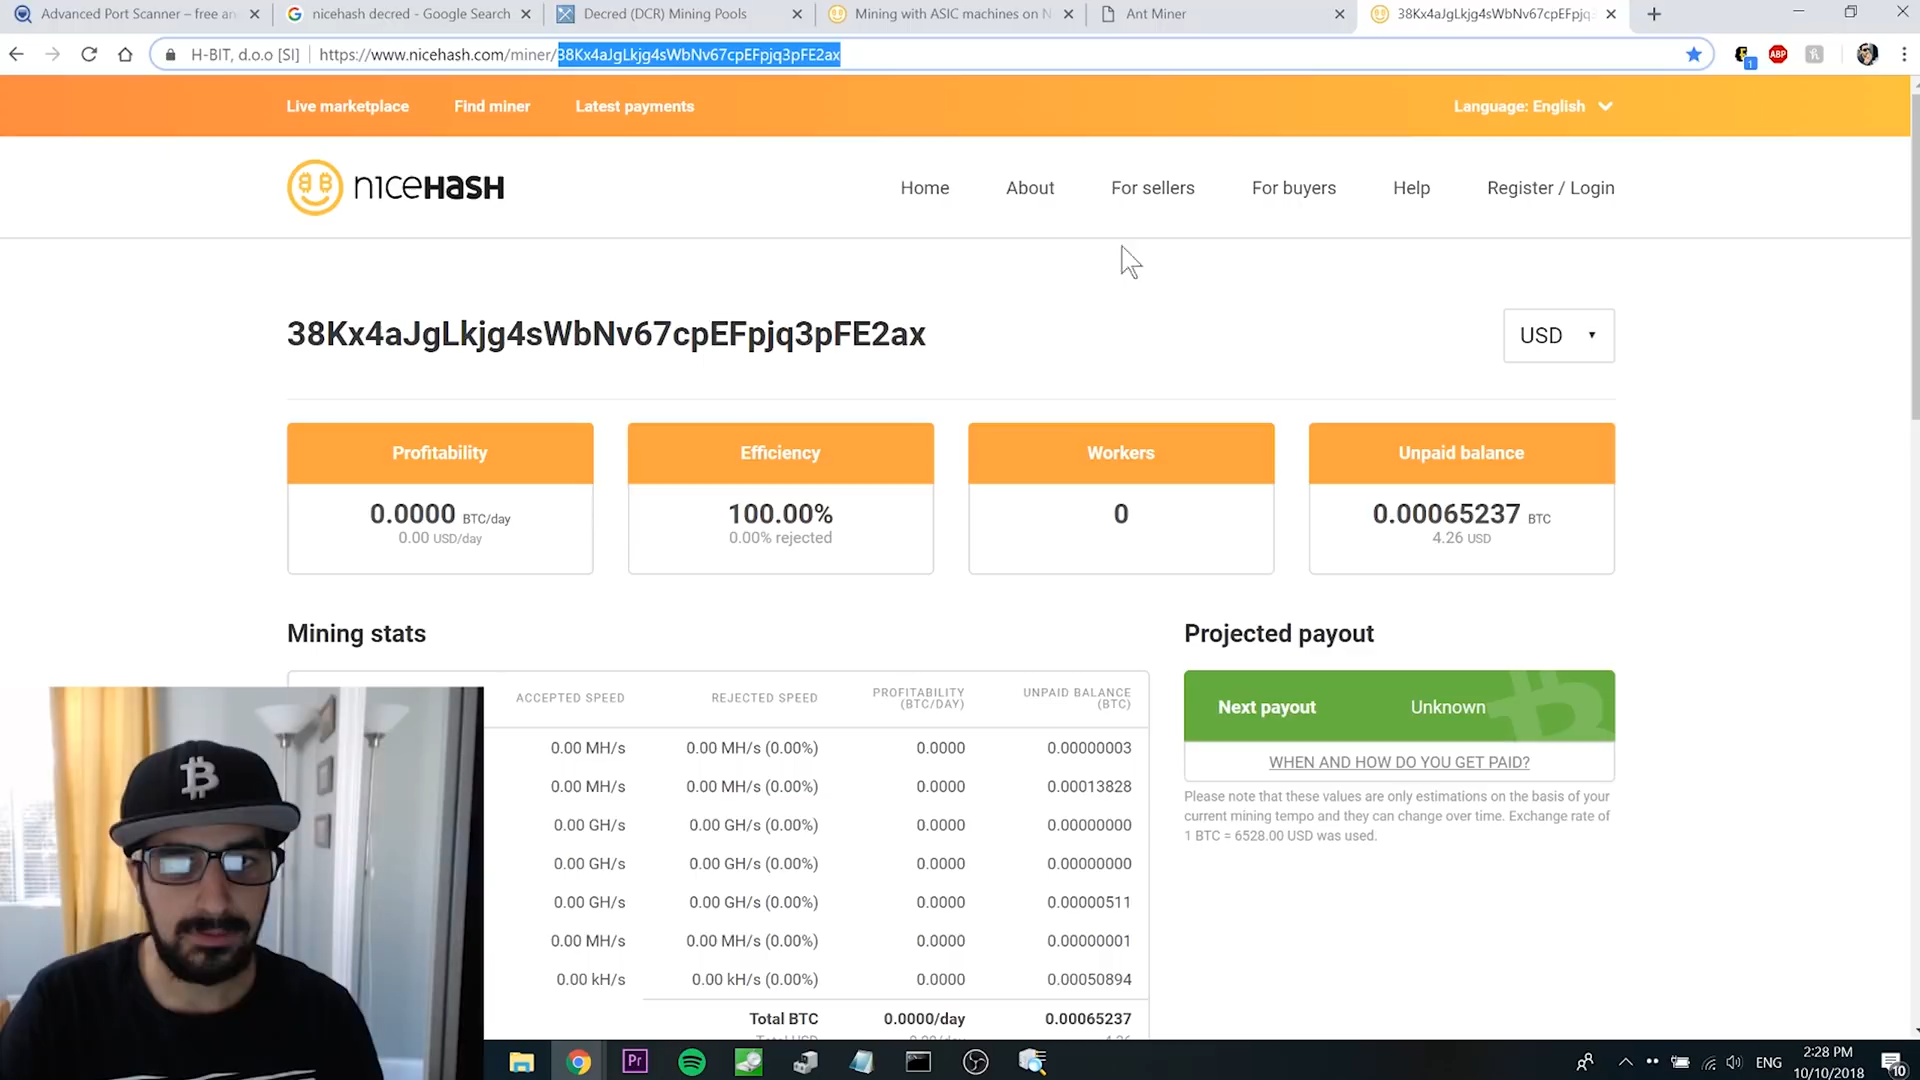 Advanced Port Scanner – free an
nicehash decred - Google Search
Decred (DCR) Mining Pools
Mining with ASIC machines on N
Ant Miner
38Kx4aJgLkjg4sWbNv67cpEFpjq
H-BIT, d.o.o [SI]
https://www.nicehash.com/miner/38Kx4aJgLkjg4sWbNv67cpEFpjq3pFE2ax
1
ABP
Live marketplace
Find miner
Latest payments
Language: English
nıceHASH
Home
About
For sellers
For buyers
Help
Register / Login
38Kx4aJgLkjg4sWbNv67cpEFpjq3pFE2ax
USD
Profitability
Efficiency
Workers
Unpaid balance
0.0000 BTC/day
100.00%
0
0.00065237 BTC
0.00 USD/day
0.00% rejected
4.26 USD
Mining stats
Projected payout
ACCEPTED SPEED
REJECTED SPEED
PROFITABILITY
(BTC/DAY)
UNPAID BALANCE
(BTC)
0.00 MH/s 0.00 MH/s (0.00%) 0.0000 0.00000003
0.00 MH/s 0.00 MH/s (0.00%) 0.0000 0.00013828
0.00 GH/s 0.00 GH/s (0.00%) 0.0000 0.00000000
0.00 GH/s 0.00 GH/s (0.00%) 0.0000 0.00000000
0.00 GH/s 0.00 GH/s (0.00%) 0.0000 0.00000511
0.00 MH/s 0.00 MH/s (0.00%) 0.0000 0.00000001
0.00 kH/s 0.00 kH/s (0.00%) 0.0000 0.00050894
Total BTC 0.0000/day 0.00065237
Next payout Unknown
WHEN AND HOW DO YOU GET PAID?
Please note that these values are only estimations on the basis of your
current mining tempo and they can change over time. Exchange rate of
1 BTC = 6528.00 USD was used.
Pr
ENG
2:28 PM
10/10/2018
10